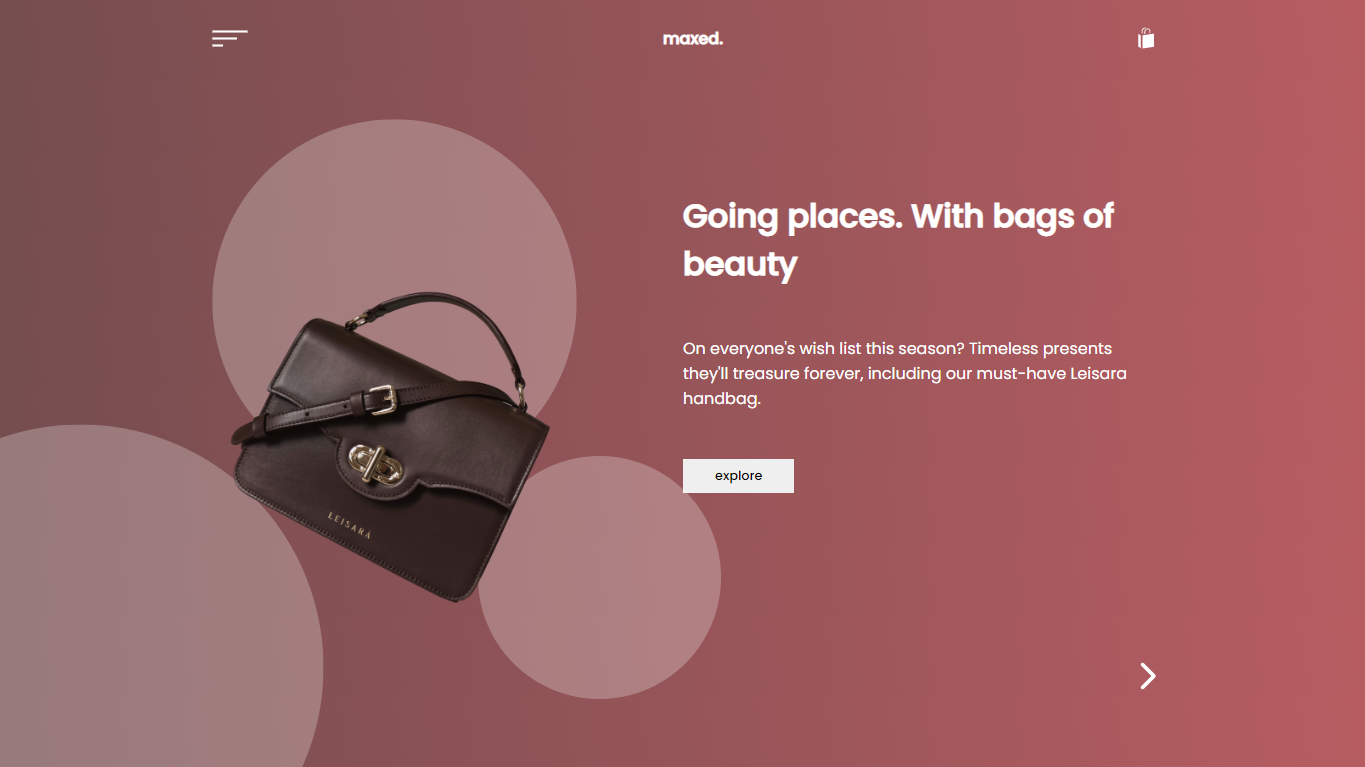 maxed.
Going places. With bags of
beauty
On everyone's wish list this season? Timeless presents
they'll treasure forever, including our must-have Leisara
handbag.
explore
LEISARÁ